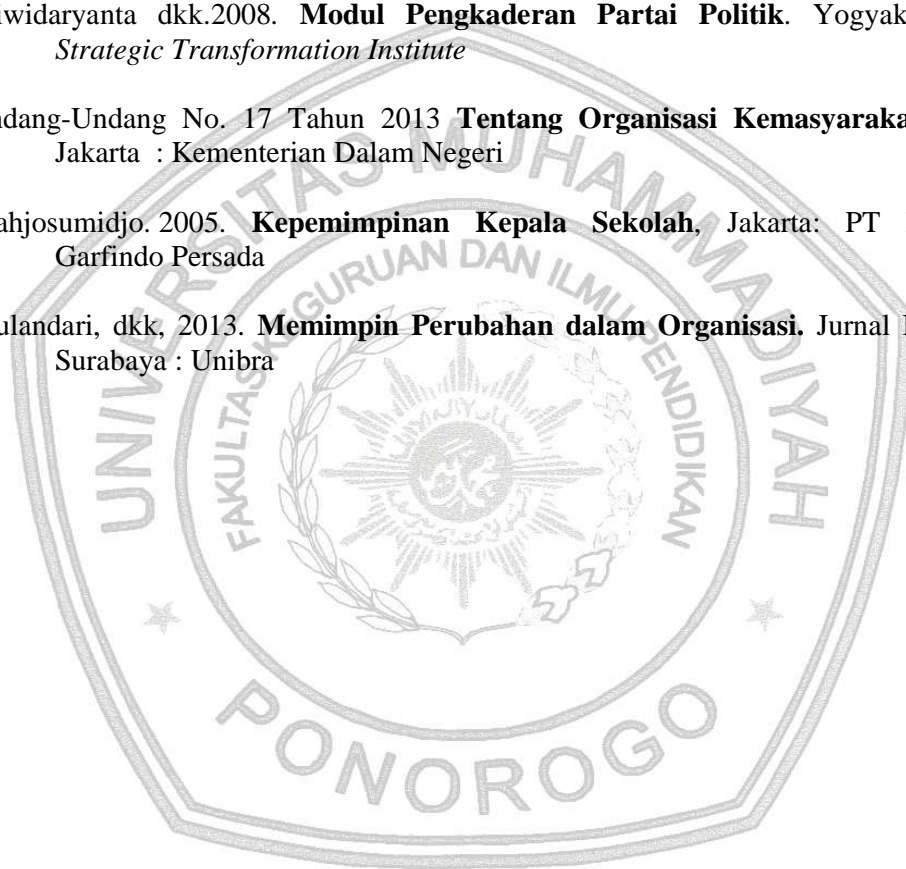 iwidaryanta dkk.2008. Modul Pengkaderan Partai Politik. Yogyak
Strategic Transformation Institute
ndang-Undang No. 17 Tahun 2013 Tentang Organisasi Kemasyaraka
Jakarta : Kementerian Dalam Negeri
ahjosumidjo. 2005. Kepemimpinan Kepala Sekolah, Jakarta: PT
Garfindo Persada
ulandari, dkk, 2013. Memimpin Perubahan dalam Organisasi. Jurnal
Surabaya : Unibra
UNIVERSITAS MUHAMMADIYAH
FAKULTAS KEGURUAN DAN ILMU PENDIDIKAN
PONOROGO